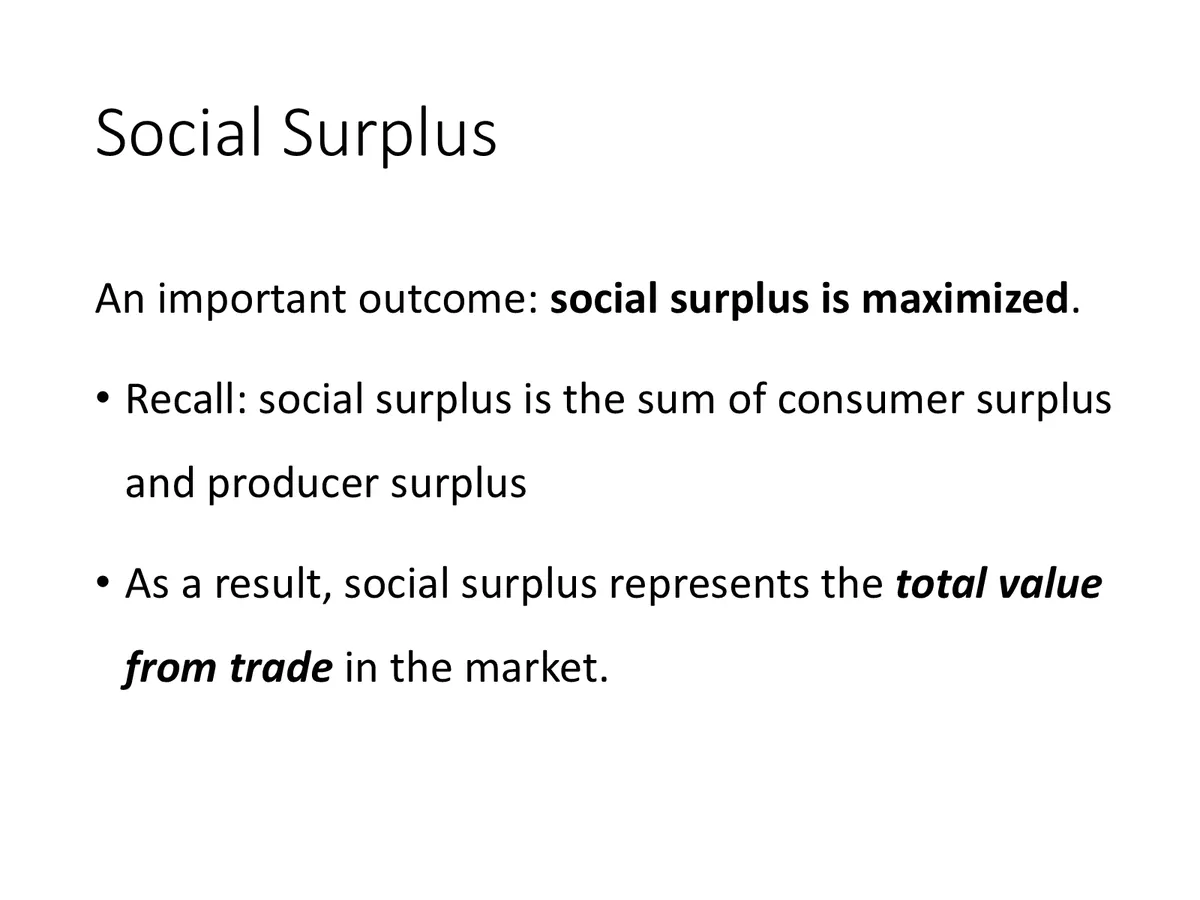 Social Surplus
An important outcome: social surplus is maximized.
• Recall: social surplus is the sum of consumer surplus
and producer surplus
• As a result, social surplus represents the total value
from trade in the market.